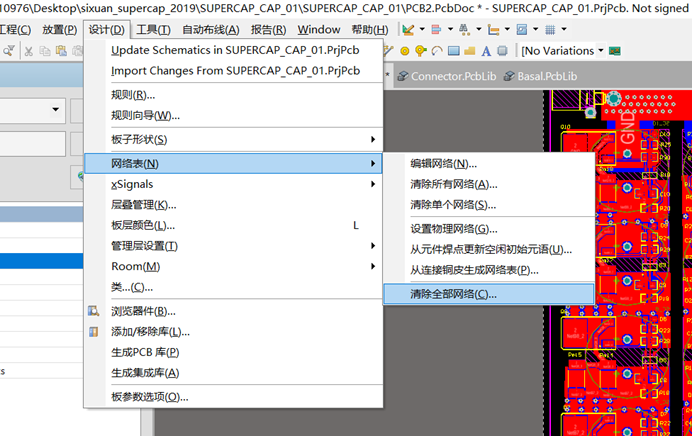 10976\Desktop\sixuan_supercap_2019\SUPERCAP_CAP_01\PCB2.PcbDoc * - SUPERCAP_CAP_01.PrjPcb. Not signed
工程(C) 放置(P) 设计(D) 工具(T) 自动布线(A) 报告(R) Window 帮助(H)
[No Variations
Update Schematics in SUPERCAP_CAP_01.PrjPcb
Import Changes From SUPERCAP_CAP_01.PrjPcb
* Connector.PcbLib Basal.PcbLib
规则(R)...
规则向导(W)...
板子形状(S)
网络表(N)
xSignals
层叠管理(K)...
板层颜色(L)... L
管理层设置(T)
Room(M)
类...(C)...
浏览器件(B)...
添加/移除库(L)...
生成PCB 库(P)
生成集成库(A)
板参数选项(O)...
编辑网络(N)...
清除所有网络(A)...
清除单个网络(S)...
设置物理网络(G)...
从元件焊点更新空闲初始元语(U)...
从连接铜皮生成网络表(P)...
清除全部网络(C)...
GND